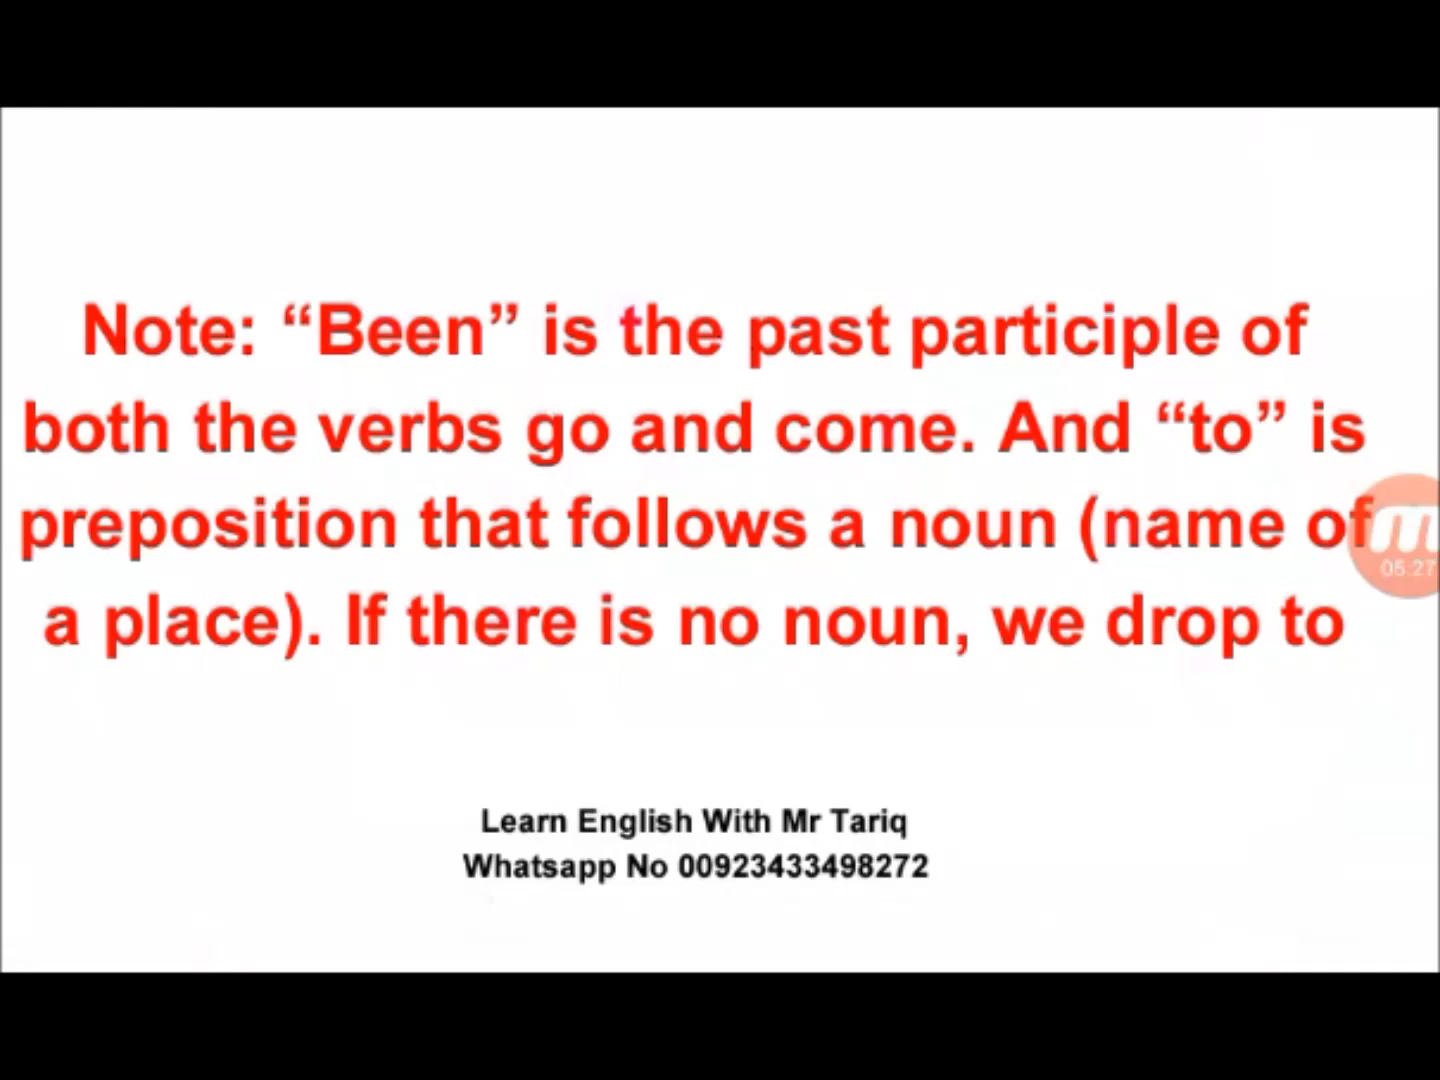 Note: “Been” is the past participle of
both the verbs go and come. And “to” is
preposition that follows a noun (name of
a place). If there is no noun, we drop to
05:27
Learn English With Mr Tariq
Whatsapp No 00923433498272